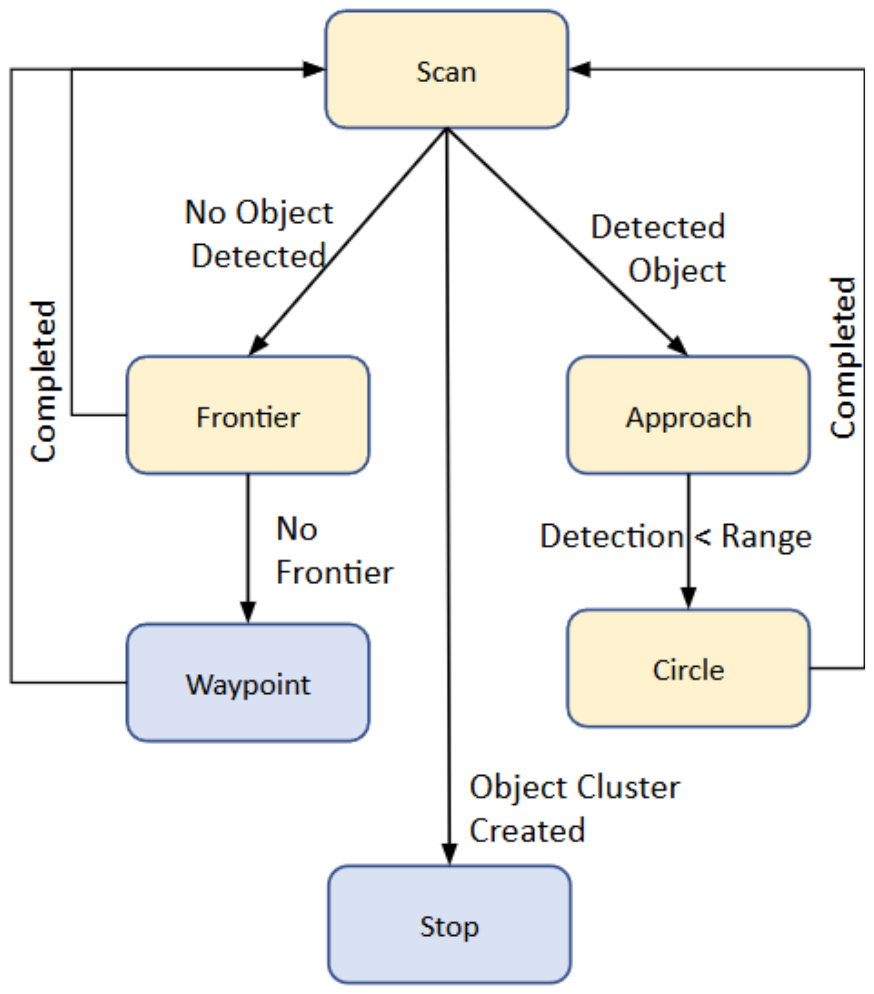 Scan
No Object
Detected
Detected
Object
Completed
Completed
Frontier
Approach
No
Frontier
Detection < Range
Waypoint
Circle
Object Cluster
Created
Stop